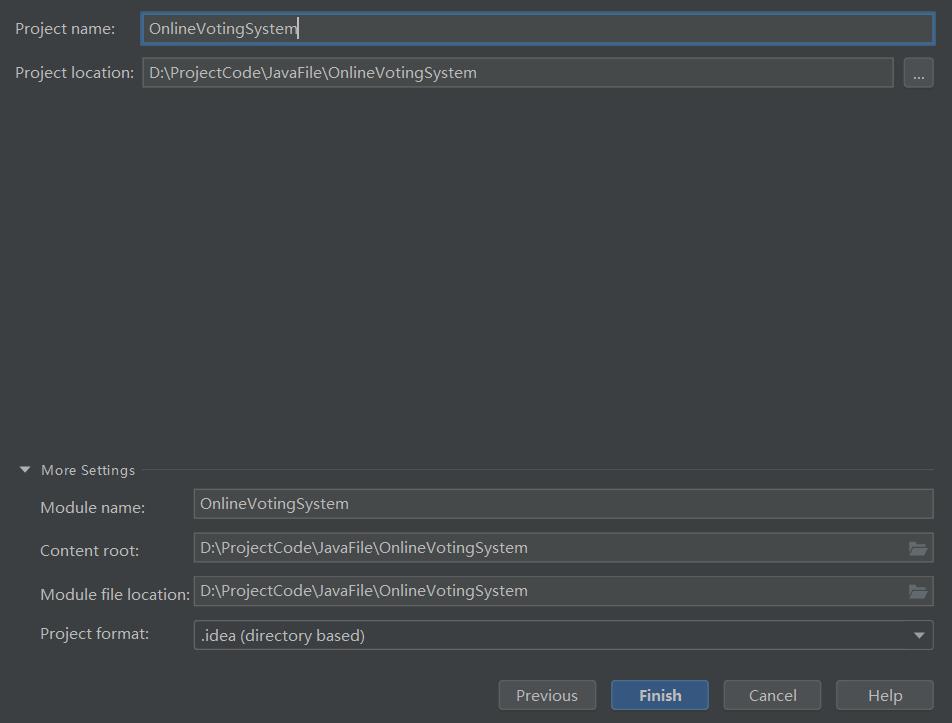 Project name: OnlineVotingSystem
Project location: D:\ProjectCode\JavaFile\OnlineVotingSystem ...
More Settings
Module name: OnlineVotingSystem
Content root: D:\ProjectCode\JavaFile\OnlineVotingSystem
Module file location: D:\ProjectCode\JavaFile\OnlineVotingSystem
Project format: .idea (directory based)
Previous Finish Cancel Help